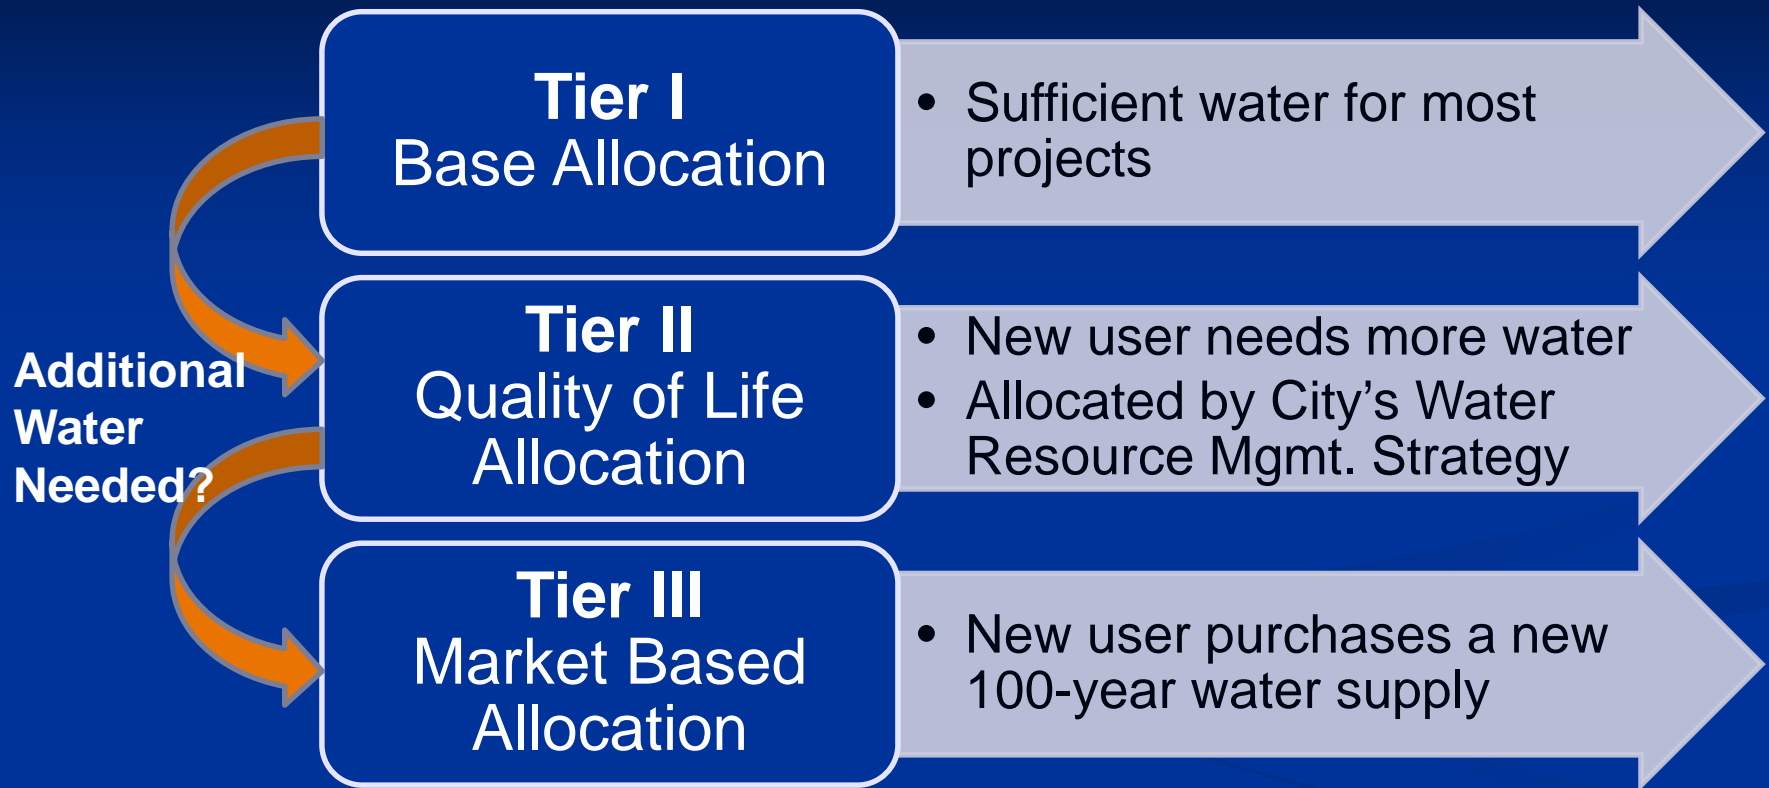 Tier I
Base Allocation
• Sufficient water for most
projects
Additional
Water
Needed?
Tier II
Quality of Life
Allocation
• New user needs more water
• Allocated by City’s Water
Resource Mgmt. Strategy
Tier III
Market Based
Allocation
• New user purchases a new
100-year water supply